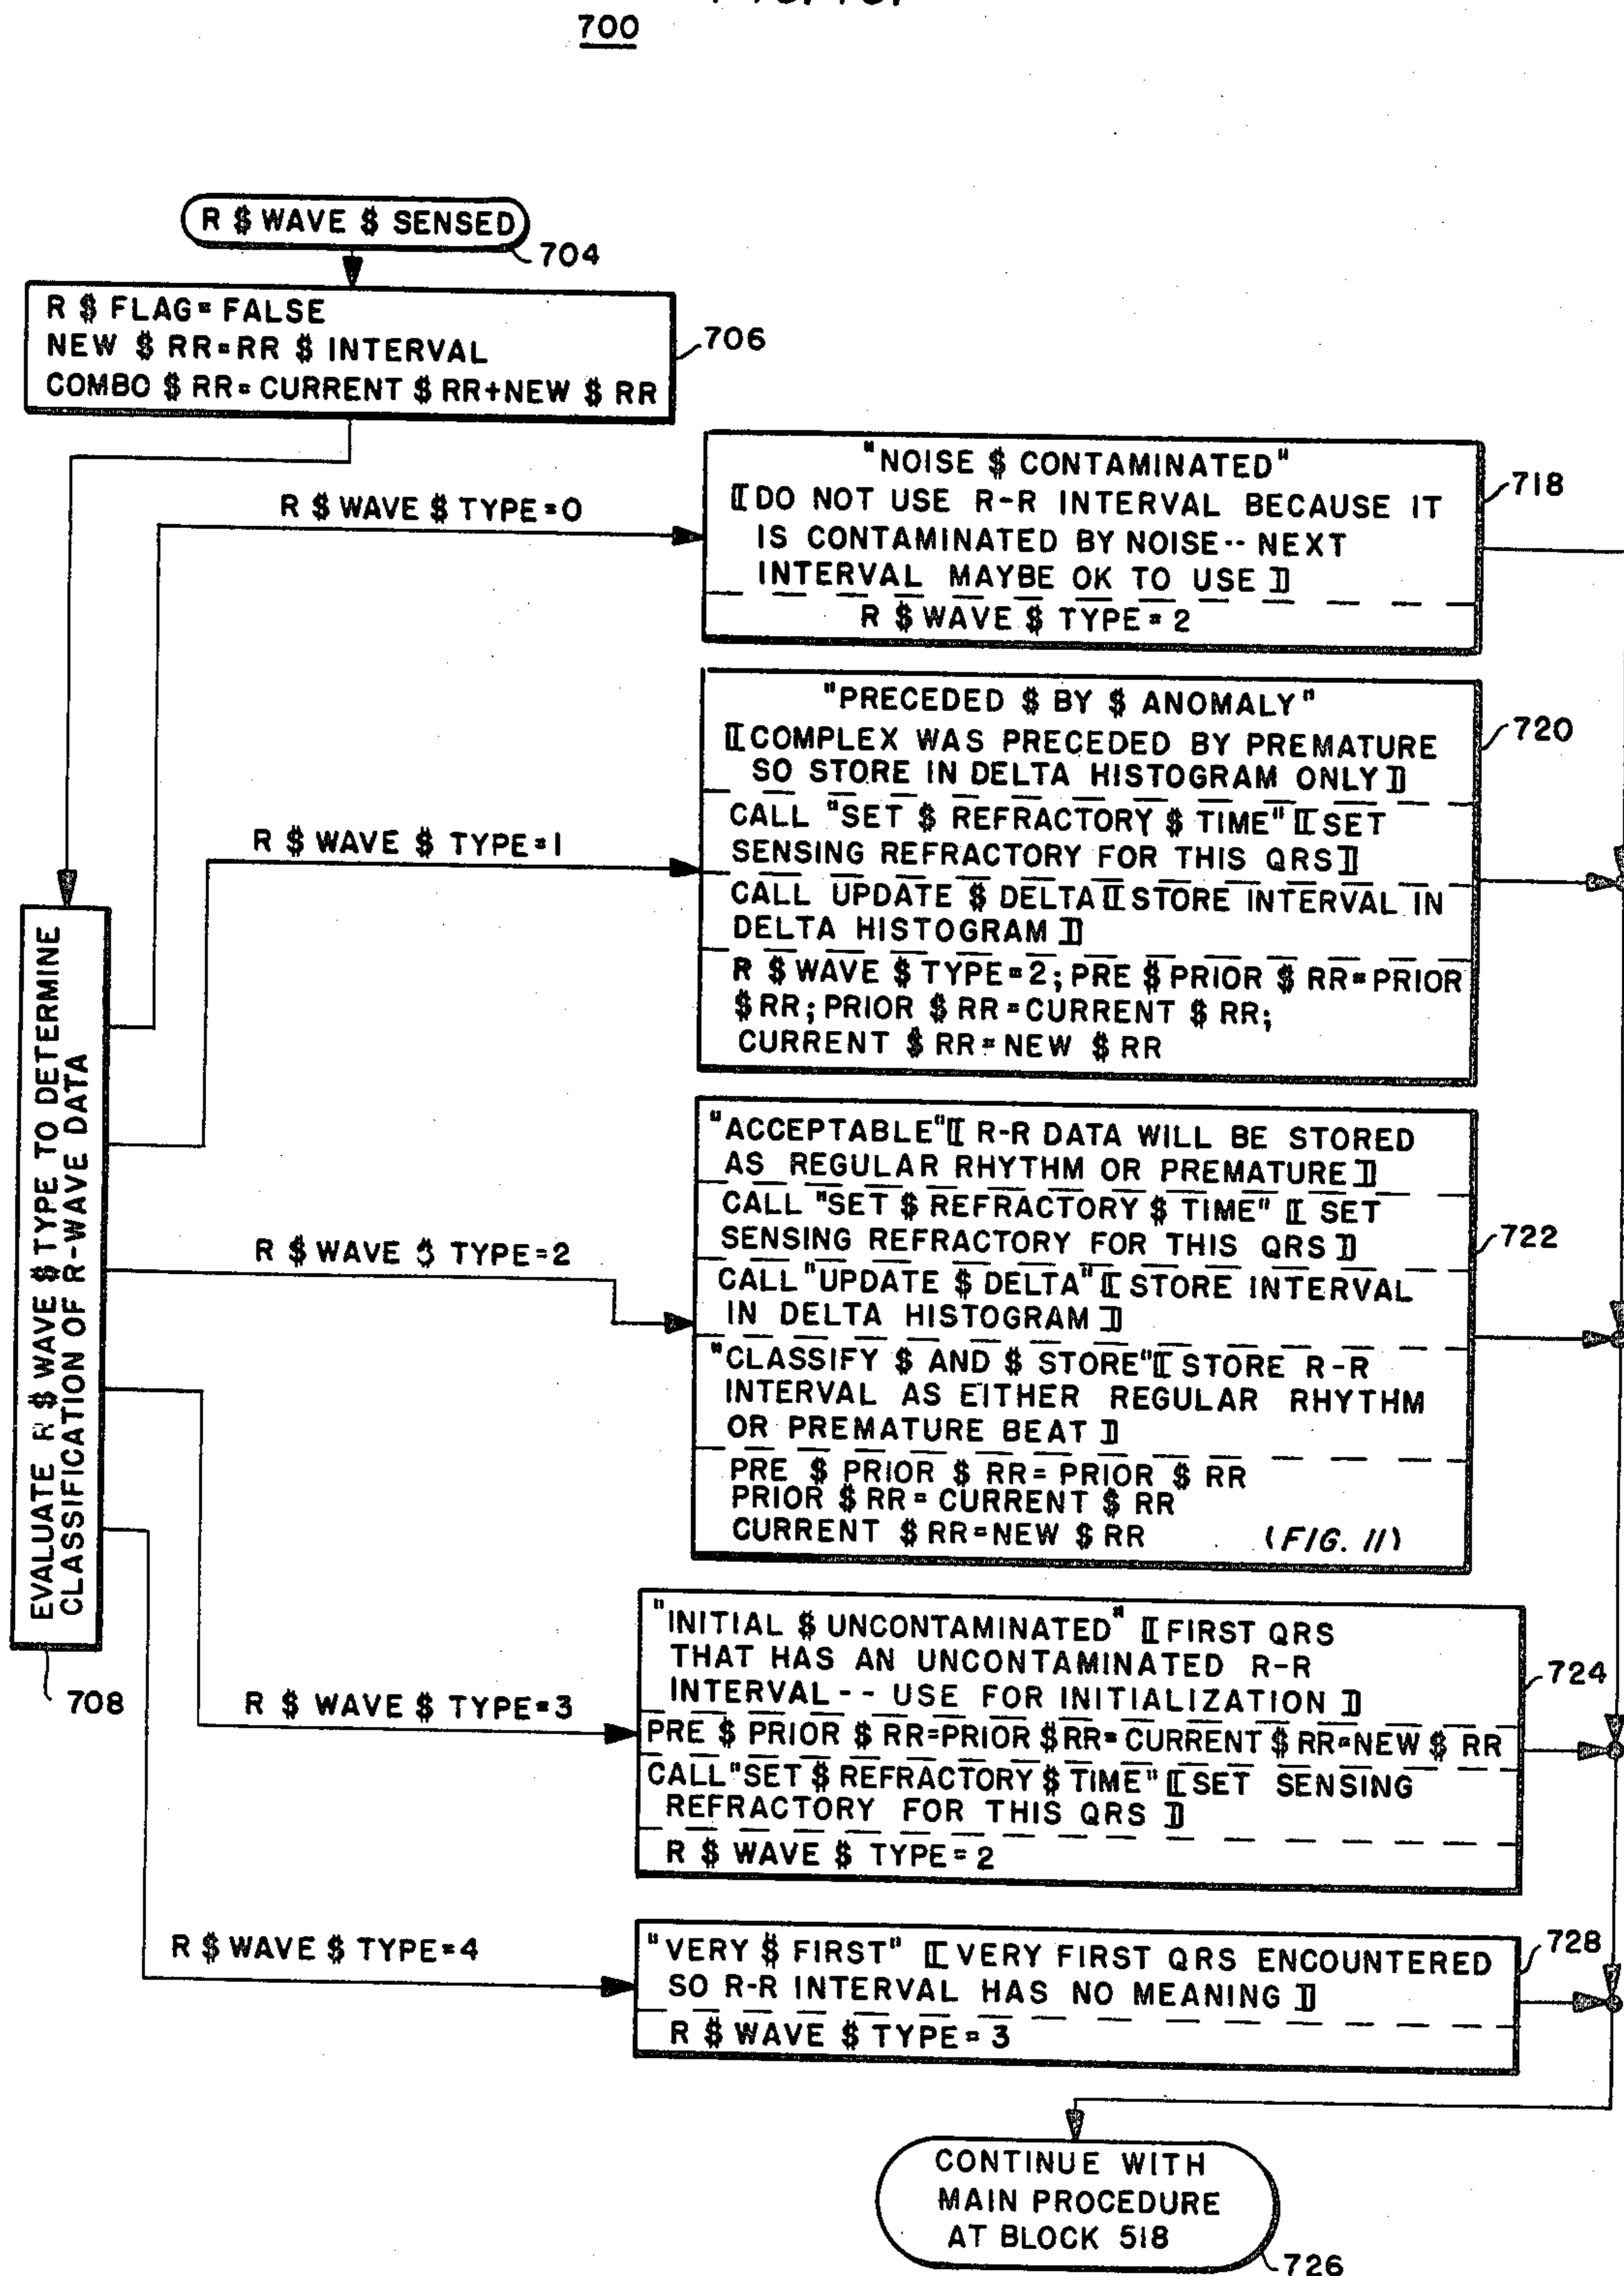 700
R $ WAVE $ SENSED
704
R $ FLAG = FALSE
NEW $ RR = RR $ INTERVAL
COMBO $ RR = CURRENT $ RR + NEW $ RR
706
R $ WAVE $ TYPE = 0
"NOISE $ CONTAMINATED"
⟦ DO NOT USE R-R INTERVAL BECAUSE IT
IS CONTAMINATED BY NOISE -- NEXT
INTERVAL MAYBE OK TO USE ⟧
R $ WAVE $ TYPE = 2
718
R $ WAVE $ TYPE = 1
"PRECEDED $ BY $ ANOMALY"
⟦ COMPLEX WAS PRECEDED BY PREMATURE
SO STORE IN DELTA HISTOGRAM ONLY ⟧
CALL "SET $ REFRACTORY $ TIME" ⟦ SET
SENSING REFRACTORY FOR THIS QRS ⟧
CALL UPDATE $ DELTA ⟦ STORE INTERVAL IN
DELTA HISTOGRAM ⟧
R $ WAVE $ TYPE = 2; PRE $ PRIOR $ RR = PRIOR
$ RR; PRIOR $ RR = CURRENT $ RR;
CURRENT $ RR = NEW $ RR
720
EVALUATE R $ WAVE $ TYPE TO DETERMINE
CLASSIFICATION OF R-WAVE DATA
708
R $ WAVE $ TYPE = 2
"ACCEPTABLE" ⟦ R-R DATA WILL BE STORED
AS REGULAR RHYTHM OR PREMATURE ⟧
CALL "SET $ REFRACTORY $ TIME" ⟦ SET
SENSING REFRACTORY FOR THIS QRS ⟧
CALL "UPDATE $ DELTA" ⟦ STORE INTERVAL
IN DELTA HISTOGRAM ⟧
"CLASSIFY $ AND $ STORE" ⟦ STORE R-R
INTERVAL AS EITHER REGULAR RHYTHM
OR PREMATURE BEAT ⟧
PRE $ PRIOR $ RR = PRIOR $ RR
PRIOR $ RR = CURRENT $ RR
CURRENT $ RR = NEW $ RR (FIG. 11)
722
R $ WAVE $ TYPE = 3
"INITIAL $ UNCONTAMINATED" ⟦ FIRST QRS
THAT HAS AN UNCONTAMINATED R-R
INTERVAL -- USE FOR INITIALIZATION ⟧
PRE $ PRIOR $ RR = PRIOR $ RR = CURRENT $ RR = NEW $ RR
CALL "SET $ REFRACTORY $ TIME" ⟦ SET SENSING
REFRACTORY FOR THIS QRS ⟧
R $ WAVE $ TYPE = 2
724
R $ WAVE $ TYPE = 4
"VERY $ FIRST" ⟦ VERY FIRST QRS ENCOUNTERED
SO R-R INTERVAL HAS NO MEANING ⟧
R $ WAVE $ TYPE = 3
728
CONTINUE WITH
MAIN PROCEDURE
AT BLOCK 518
726